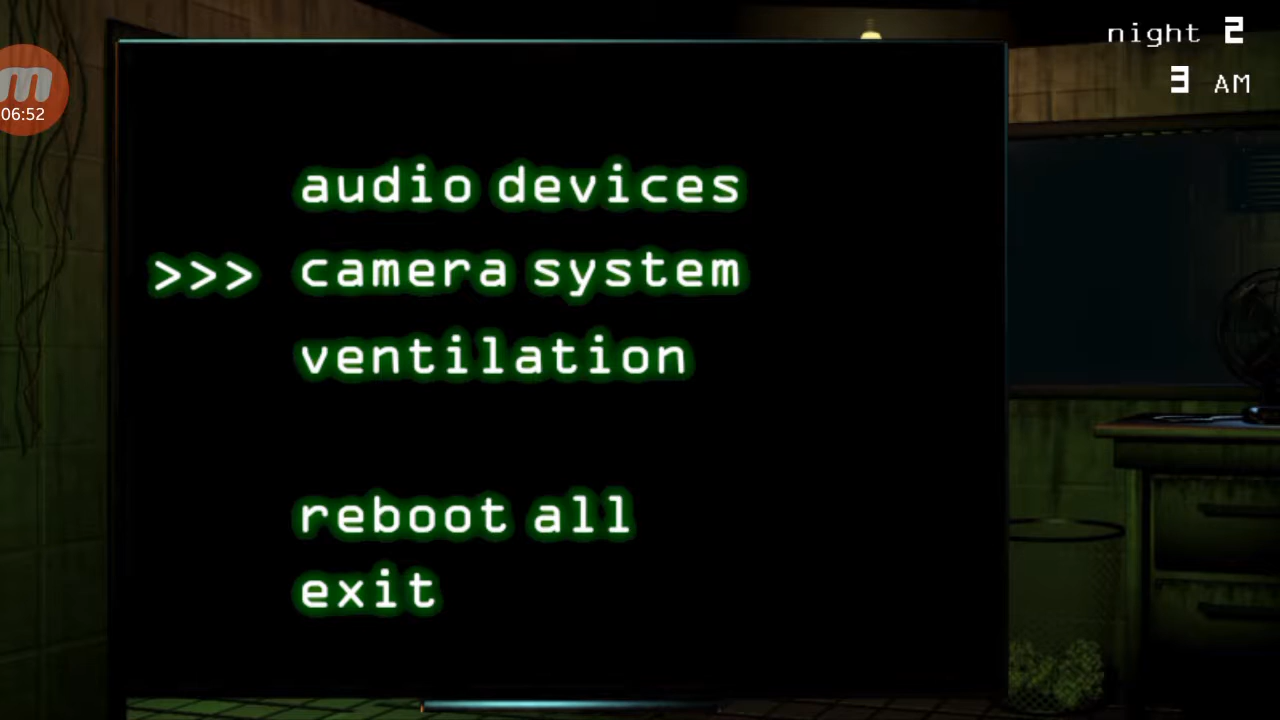 night 2
3 AM
06:52
audio devices
>>> camera system
ventilation
reboot all
exit